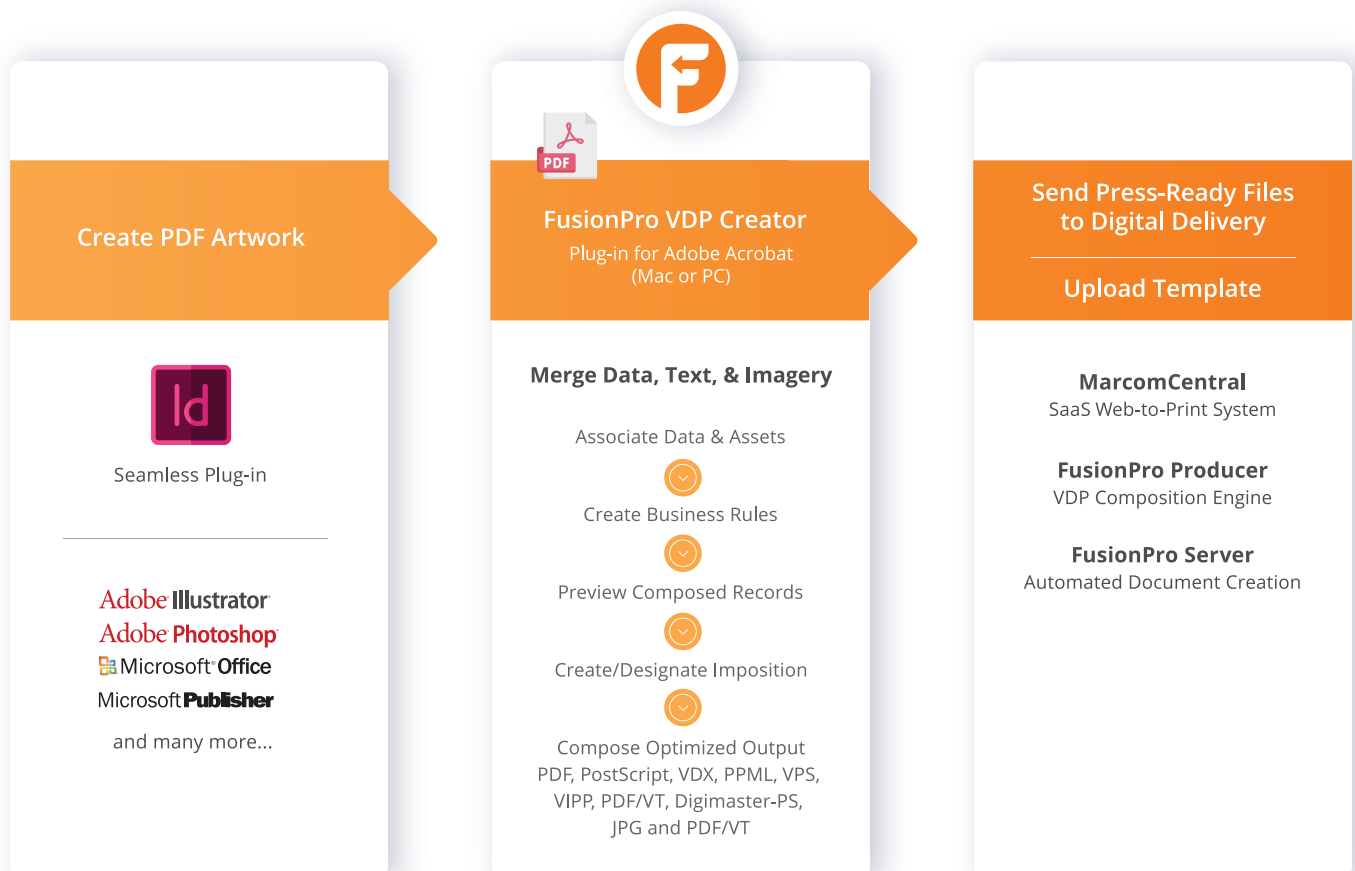 Create PDF Artwork
Id
Seamless Plug-in
Adobe Illustrator
Adobe Photoshop
Microsoft Office
Microsoft Publisher
and many more...
F
PDF
FusionPro VDP Creator
Plug-in for Adobe Acrobat
(Mac or PC)
Merge Data, Text, & Imagery
Associate Data & Assets
Create Business Rules
Preview Composed Records
Create/Designate Imposition
Compose Optimized Output
PDF, PostScript, VDX, PPML, VPS,
VIPP, PDF/VT, Digimaster-PS,
JPG and PDF/VT
Send Press-Ready Files
to Digital Delivery
Upload Template
MarcomCentral
SaaS Web-to-Print System
FusionPro Producer
VDP Composition Engine
FusionPro Server
Automated Document Creation